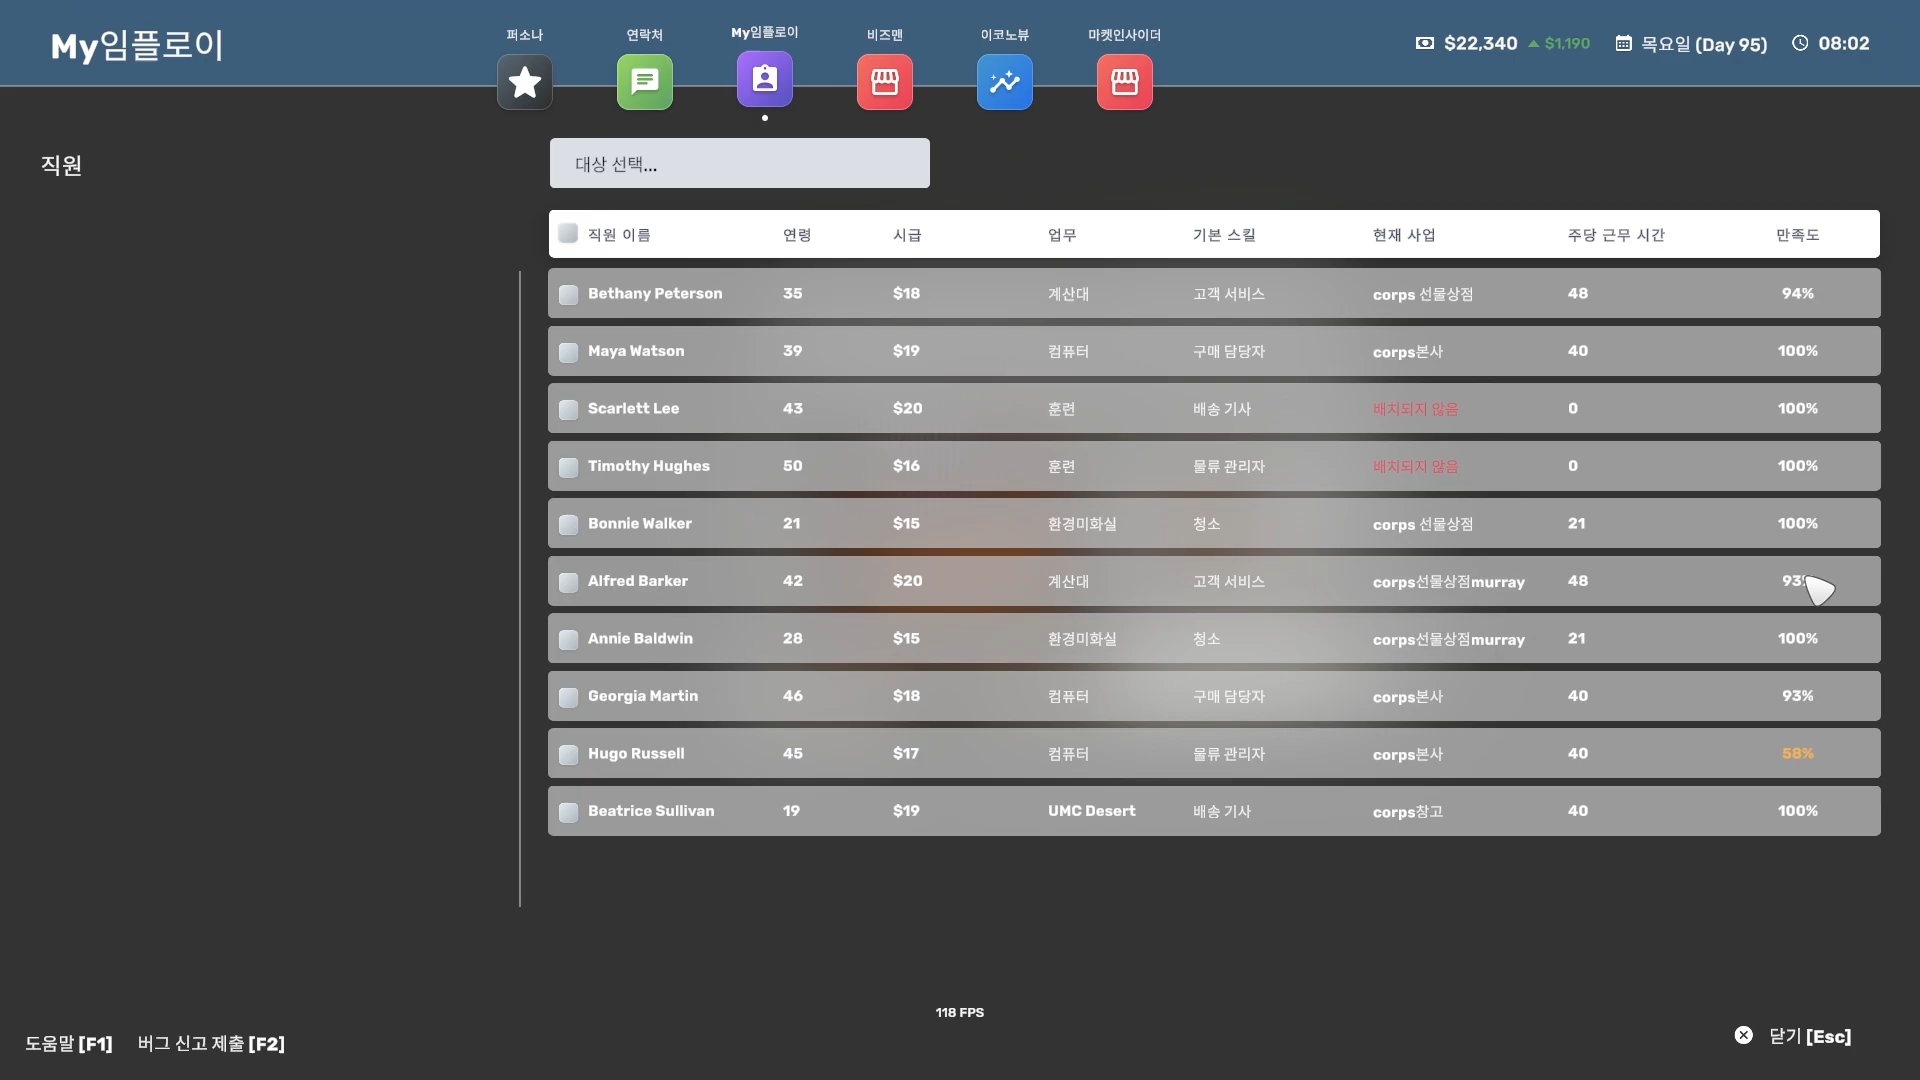 My임플로이
퍼소나
연락처
My임플로이
비즈맨
이코노뷰
마켓인사이더
$22,340 $1,190 목요일 (Day 95) 08:02
직원
대상 선택...
직원 이름 연령 시급 업무 기본 스킬 현재 사업 주당 근무 시간 만족도
Bethany Peterson 35 $18 계산대 고객 서비스 corps 선물상점 48 94%
Maya Watson 39 $19 컴퓨터 구매 담당자 corps본사 40 100%
Scarlett Lee 43 $20 훈련 배송 기사 배치되지 않음 0 100%
Timothy Hughes 50 $16 훈련 물류 관리자 배치되지 않음 0 100%
Bonnie Walker 21 $15 환경미화실 청소 corps 선물상점 21 100%
Alfred Barker 42 $20 계산대 고객 서비스 corps선물상점murray 48 93%
Annie Baldwin 28 $15 환경미화실 청소 corps선물상점murray 21 100%
Georgia Martin 46 $18 컴퓨터 구매 담당자 corps본사 40 93%
Hugo Russell 45 $17 컴퓨터 물류 관리자 corps본사 40 58%
Beatrice Sullivan 19 $19 UMC Desert 배송 기사 corps창고 40 100%
118 FPS
도움말 [F1] 버그 신고 제출 [F2]
닫기 [Esc]